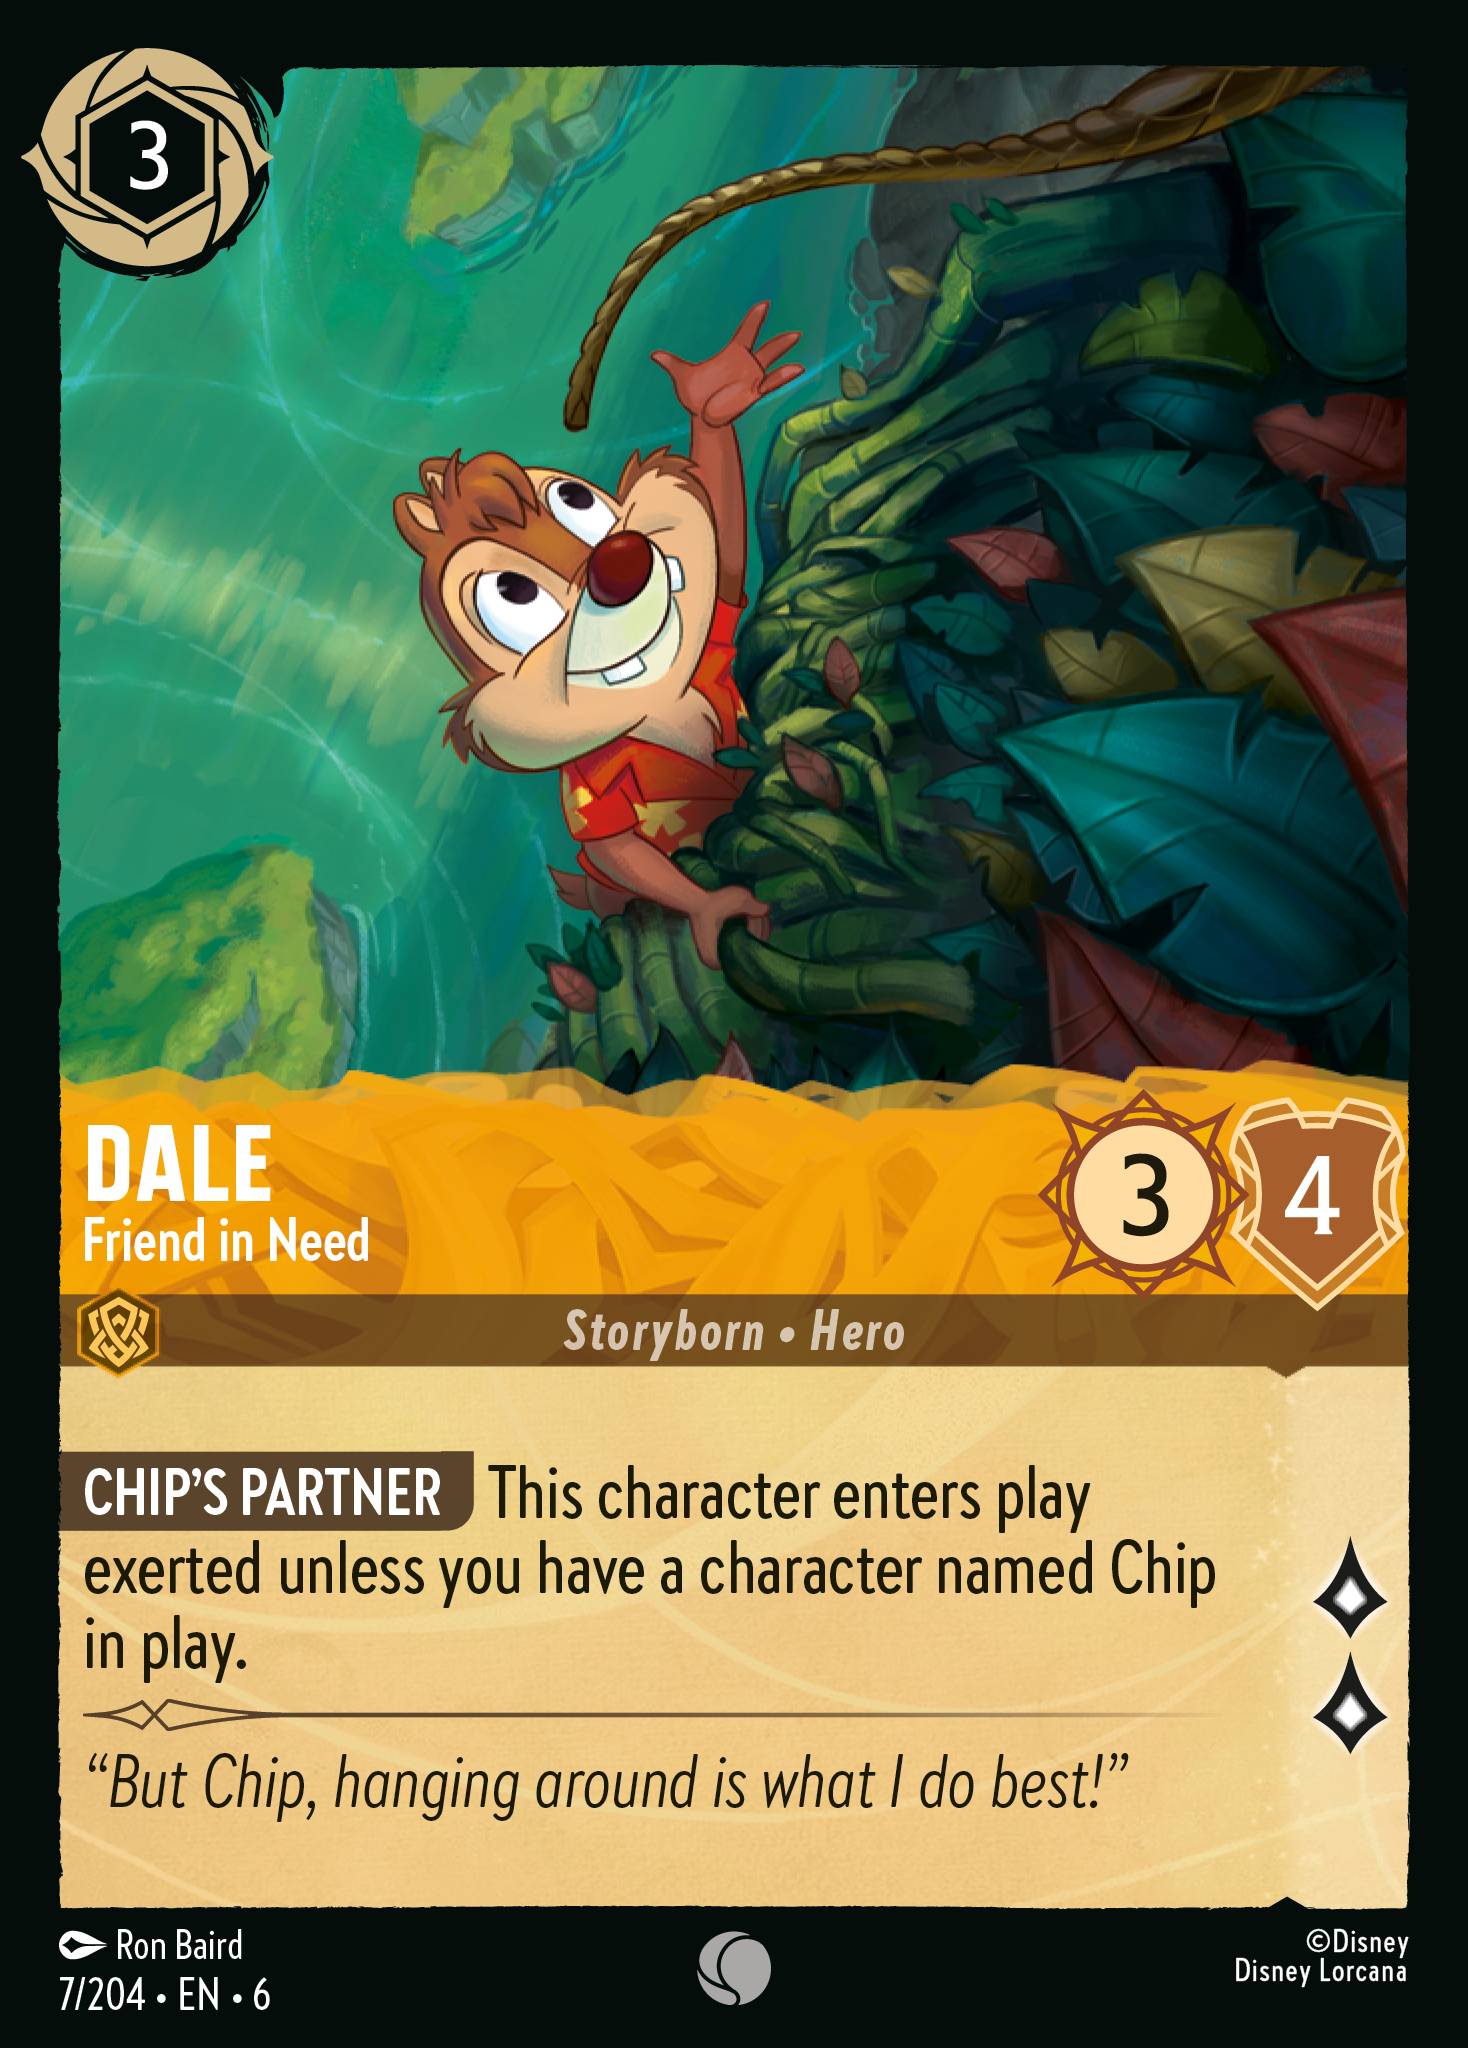 3
DALE
Friend in Need
3
4
Storyborn • Hero
CHIP'S PARTNER This character enters play
exerted unless you have a character named Chip
in play.
“But Chip, hanging around is what I do best!”
Ron Baird
7/204 • EN • 6
©Disney
Disney Lorcana